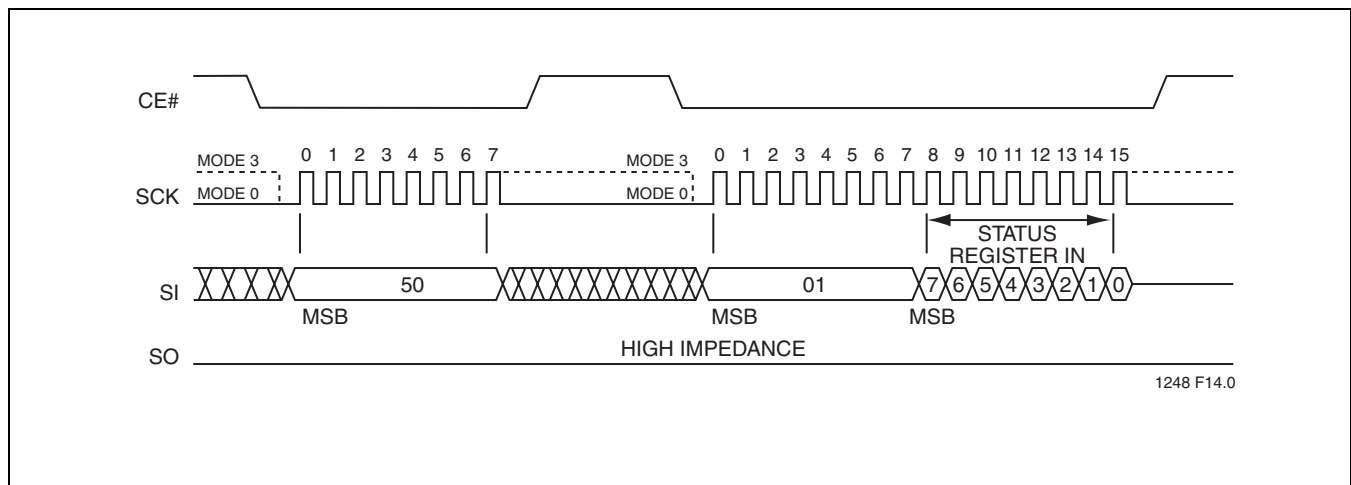 CE#
MODE 3 0 1 2 3 4 5 6 7 MODE 3 0 1 2 3 4 5 6 7 8 9 10 11 12 13 14 15
SCK MODE 0 MODE 0
STATUS
REGISTER IN
SI 50 01 7 6 5 4 3 2 1 0
MSB MSB MSB
SO HIGH IMPEDANCE
1248 F14.0